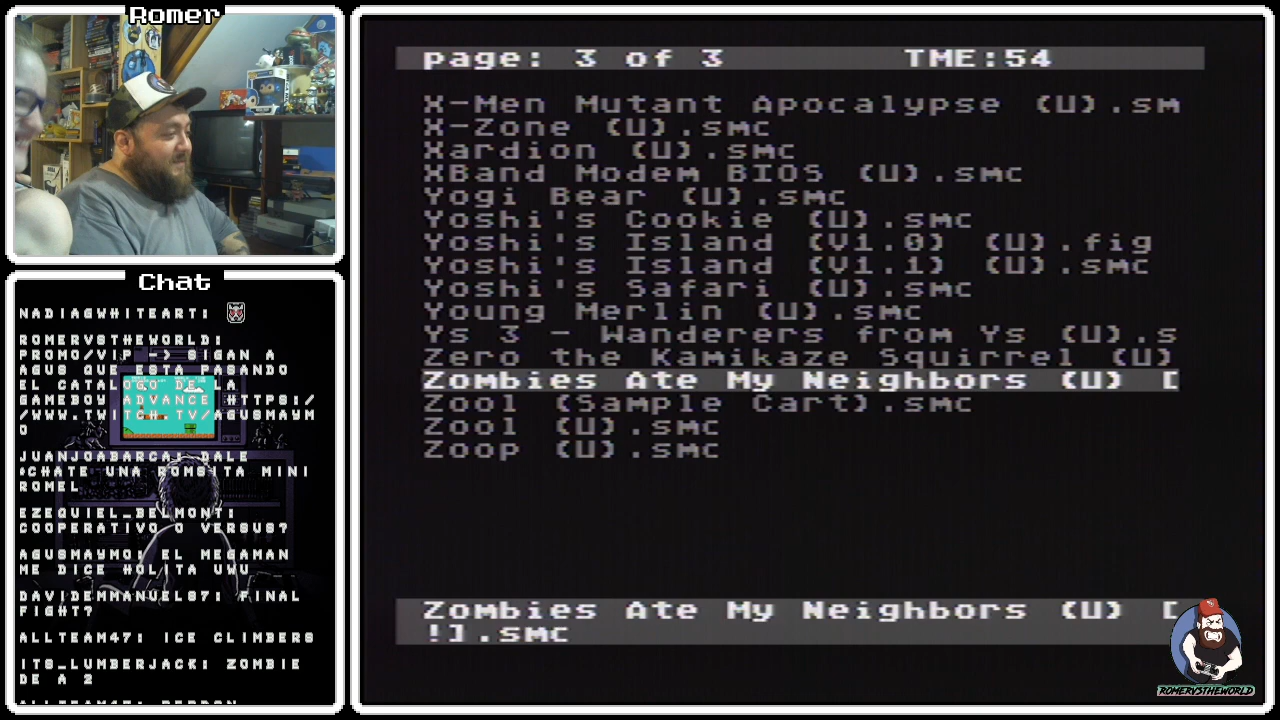 Romer
page: 3 of 3 TME:54
X-Men Mutant Apocalypse (U).sm
X-Zone (U).smc
Xardion (U).smc
XBand Modem BIOS (U).smc
Yogi Bear (U).smc
Yoshi's Cookie (U).smc
Yoshi's Island (V1.0) (U).fig
Yoshi's Island (V1.1) (U).smc
Yoshi's Safari (U).smc
Young Merlin (U).smc
Ys 3 - Wanderers from Ys (U).s
Zero the Kamikaze Squirrel (U)
Zombies Ate My Neighbors (U) [
Zool (Sample Cart).smc
Zool (U).smc
Zoop (U).smc
Zombies Ate My Neighbors (U) [
!].smc
Chat
NADIAGWHITEART:
ROMERVSTHEWORLD:
PROMO/VIP -> SIGAN A
AGUS QUE ESTA PASANDO
EL CATALOGO DE LA
GAMEBOY ADVANCE HTTPS:/
/WWW.TWITCH.TV/AGUSMAYM
O
JUANJOABARCA: DALE
CHATE UNA ROMSITA MINI
ROMEL
EZEQUIEL_BELMONT:
COOPERATIVO O VERSUS?
AGUSMAYMO: EL MEGAMAN
ME DICE HOLITA UWU
DAVIDEMMANUEL87: FINAL
FIGHT?
ALLTEAM47: ICE CLIMBERS
ITS_LUMBERJACK: ZOMBIE
DE A 2
ROMERVSTHEWORLD